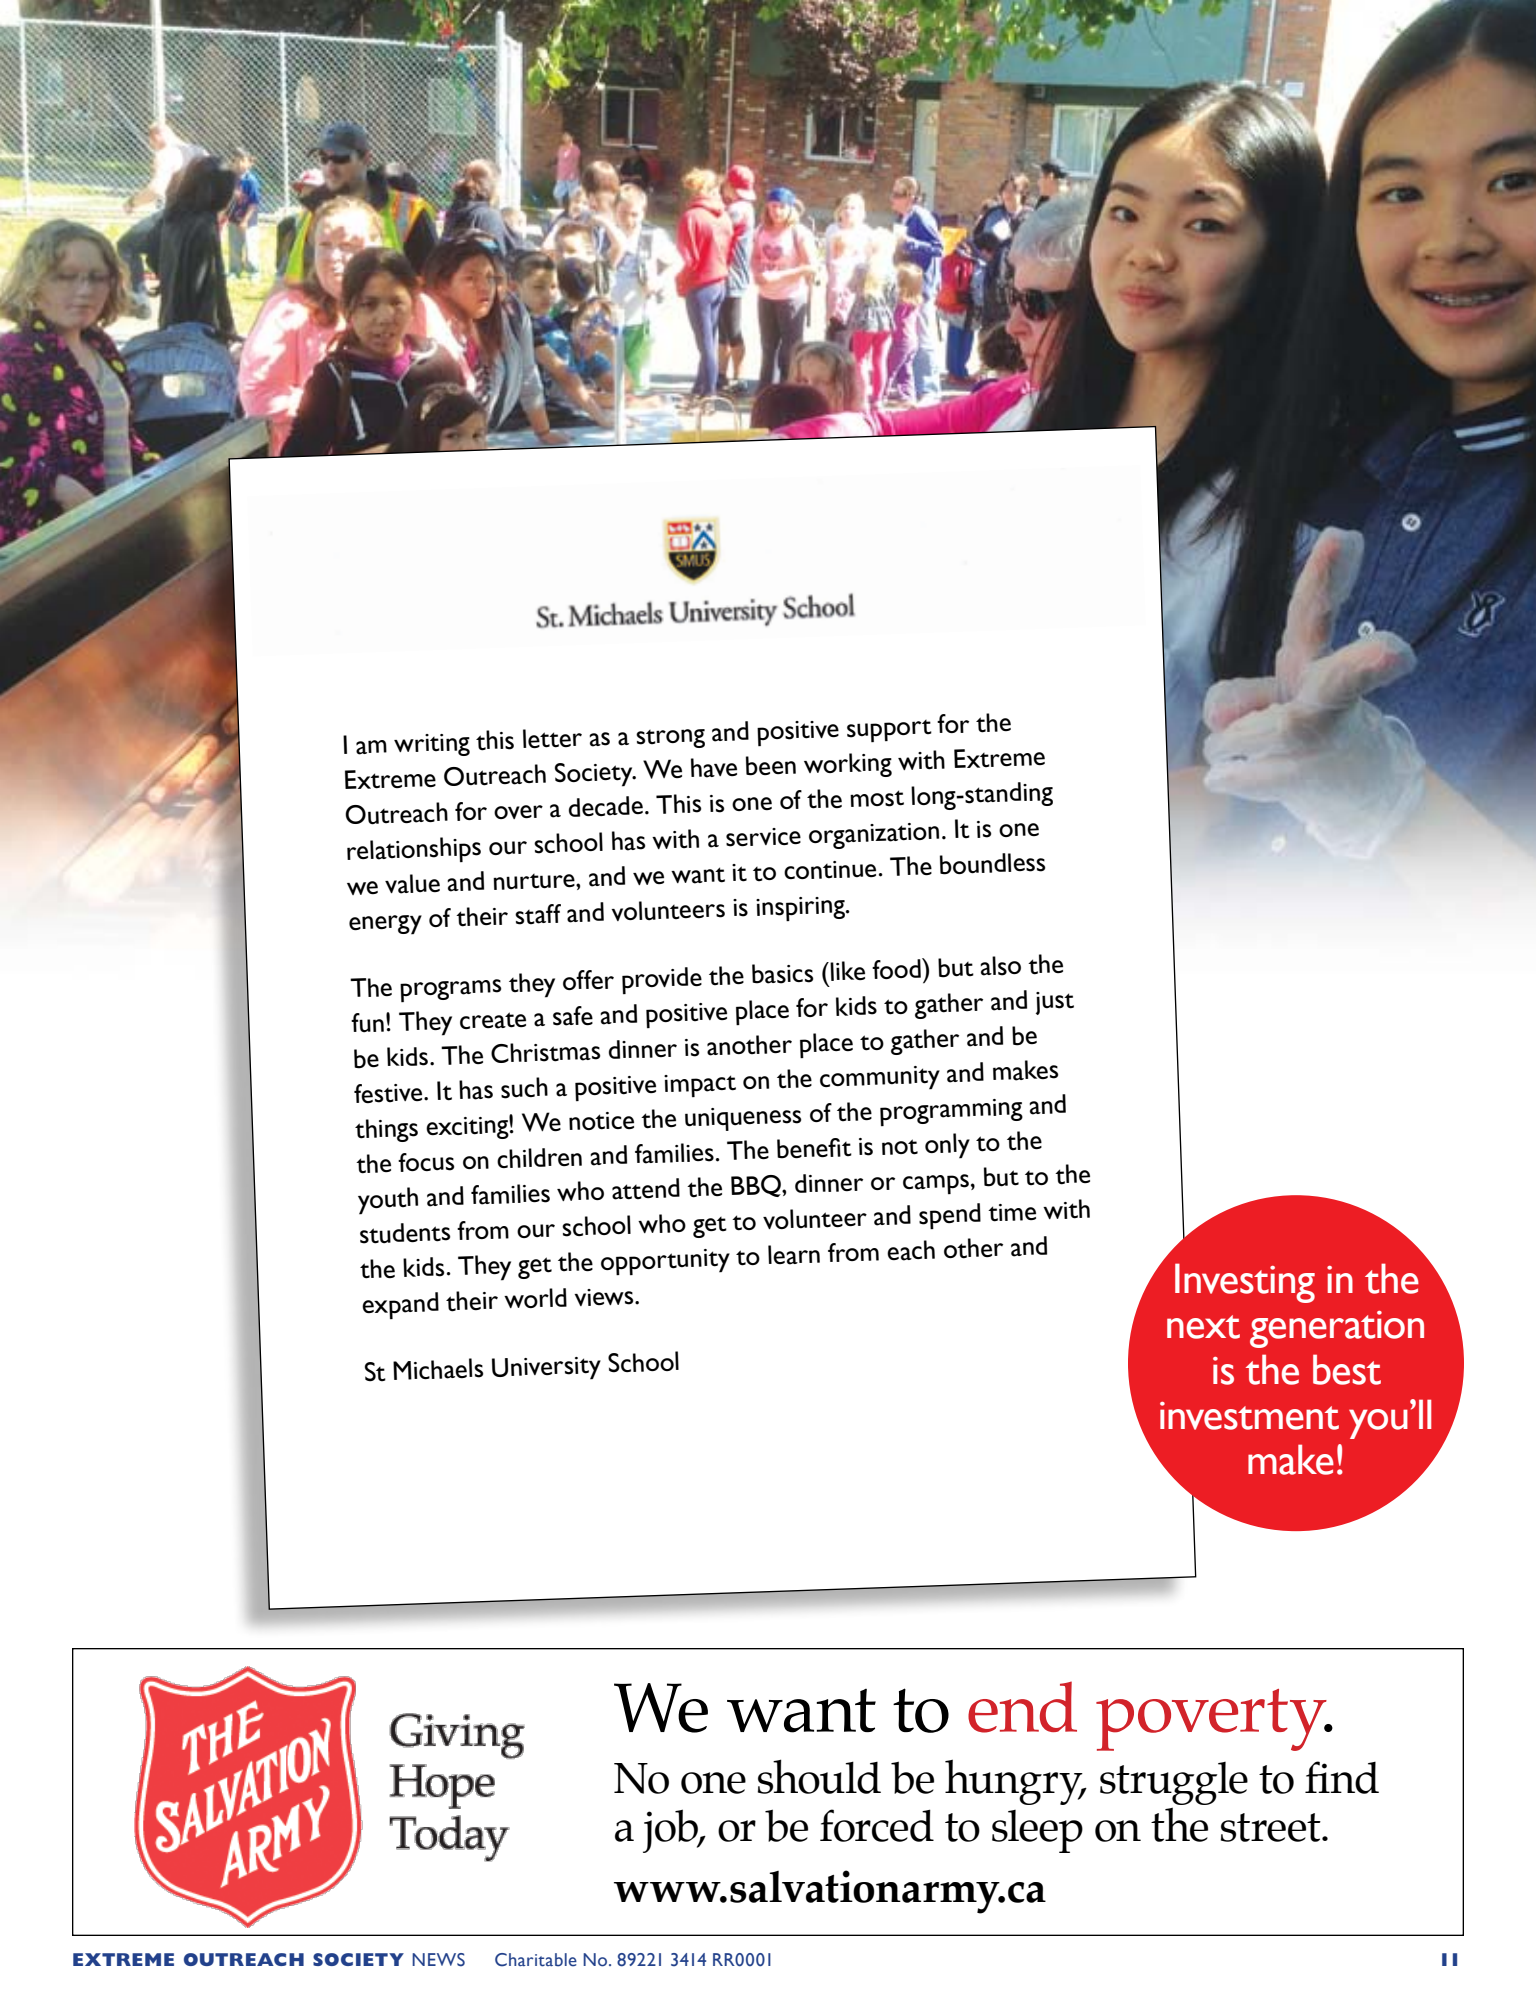 SMUS
St. Michaels University School
I am writing this letter as a strong and positive support for the
Extreme Outreach Society. We have been working with Extreme
Outreach for over a decade. This is one of the most long-standing
relationships our school has with a service organization. It is one
we value and nurture, and we want it to continue. The boundless
energy of their staff and volunteers is inspiring.
The programs they offer provide the basics (like food) but also the
fun! They create a safe and positive place for kids to gather and just
be kids. The Christmas dinner is another place to gather and be
festive. It has such a positive impact on the community and makes
things exciting! We notice the uniqueness of the programming and
the focus on children and families. The benefit is not only to the
youth and families who attend the BBQ, dinner or camps, but to the
students from our school who get to volunteer and spend time with
the kids. They get the opportunity to learn from each other and
expand their world views.
St Michaels University School
Investing in the
next generation
is the best
investment you'll
make!
THE
SALVATION
ARMY
Giving
Hope
Today
We want to end poverty.
No one should be hungry, struggle to find
a job, or be forced to sleep on the street.
www.salvationarmy.ca
EXTREME OUTREACH SOCIETY NEWS Charitable No. 89221 3414 RR0001 11